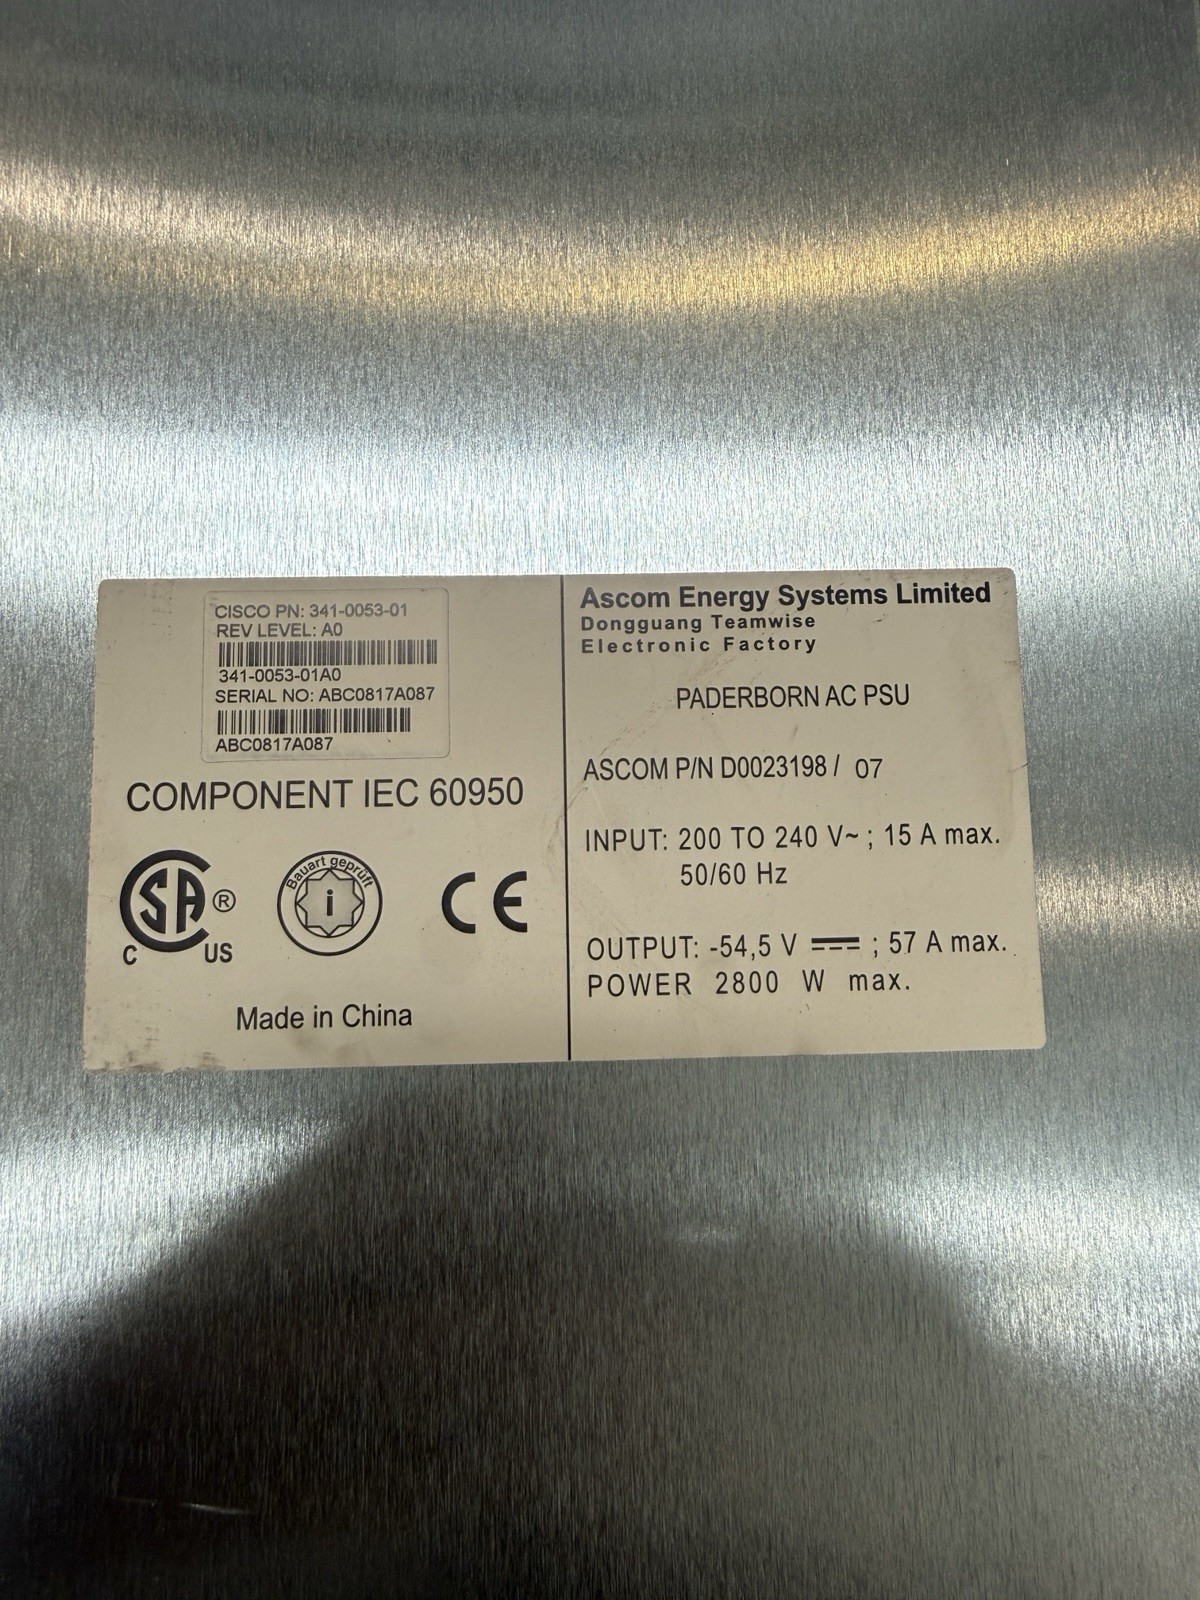 CISCO PN: 341-0053-01
REV LEVEL: A0
341-0053-01A0
SERIAL NO: ABC0817A087
ABC0817A087
COMPONENT IEC 60950
SA ®
C US
Bauart geprüft
i
CE
Made in China
Ascom Energy Systems Limited
Dongguang Teamwise
Electronic Factory
PADERBORN AC PSU
ASCOM P/N D0023198 / 07
INPUT: 200 TO 240 V~ ; 15 A max.
50/60 Hz
OUTPUT: -54,5 V ⎓ ; 57 A max.
POWER 2800 W max.